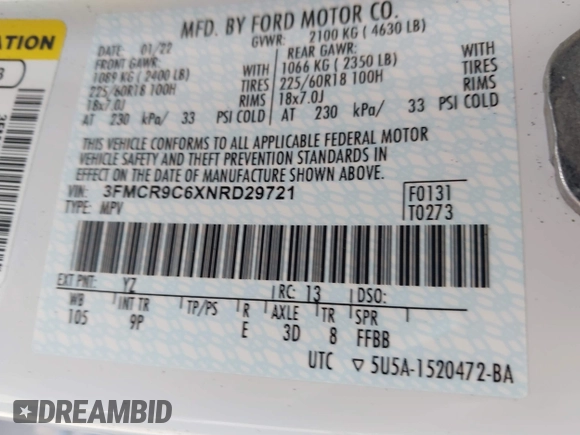 MFD. BY FORD MOTOR CO.
DATE: 01/22 GVWR: 2100 KG ( 4630 LB)
FRONT GAWR: REAR GAWR:
1089 KG ( 2400 LB) 1066 KG ( 2350 LB)
225/60R18 100H TIRES 225/60R18 100H TIRES
18x7.0J RIMS 18x7.0J RIMS
AT 230 kPa/ 33 PSI COLD AT 230 kPa/ 33 PSI COLD
THIS VEHICLE CONFORMS TO ALL APPLICABLE FEDERAL MOTOR
VEHICLE SAFETY AND THEFT PREVENTION STANDARDS IN
EFFECT ON THE DATE OF MANUFACTURE SHOWN ABOVE.
VIN: 3FMCR9C6XNRD29721 F0131
TYPE: MPV T0273
EXT PNT: YZ RC: 13 DSO:
WB INT TR TP/PS R AXLE TR SPR
105 9P E 3D 8 FFBB
UTC ▽ 5U5A-1520472-BA
DREAMBID